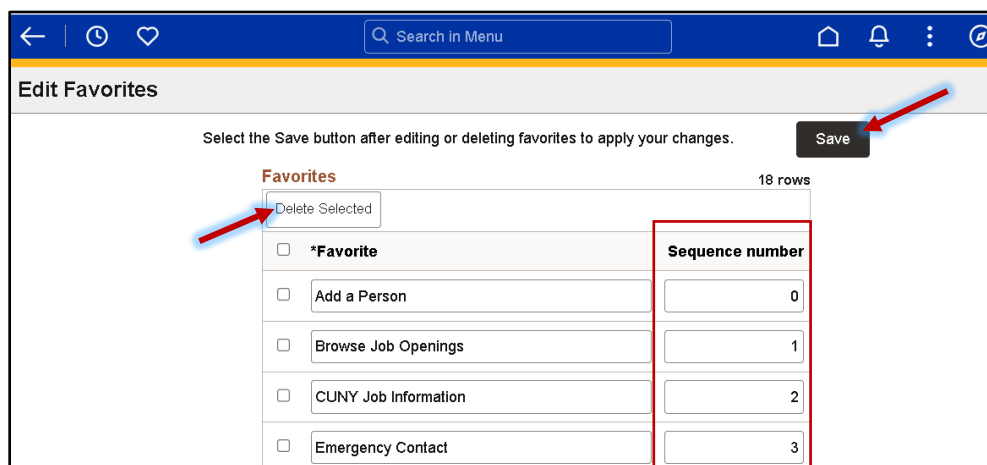 Search in Menu
Edit Favorites
Select the Save button after editing or deleting favorites to apply your changes.
Save
Favorites
18 rows
Delete Selected
*Favorite Sequence number
Add a Person 0
Browse Job Openings 1
CUNY Job Information 2
Emergency Contact 3